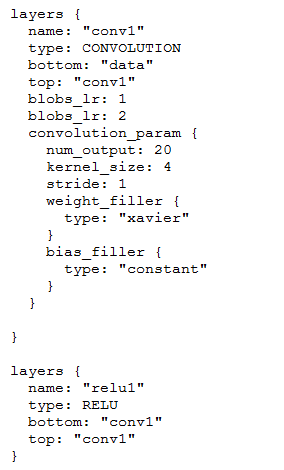 layers {
  name: "conv1"
  type: CONVOLUTION
  bottom: "data"
  top: "conv1"
  blobs_lr: 1
  blobs_lr: 2
  convolution_param {
    num_output: 20
    kernel_size: 4
    stride: 1
    weight_filler {
      type: "xavier"
    }
    bias_filler {
      type: "constant"
    }
  }

}

layers {
  name: "relu1"
  type: RELU
  bottom: "conv1"
  top: "conv1"
}